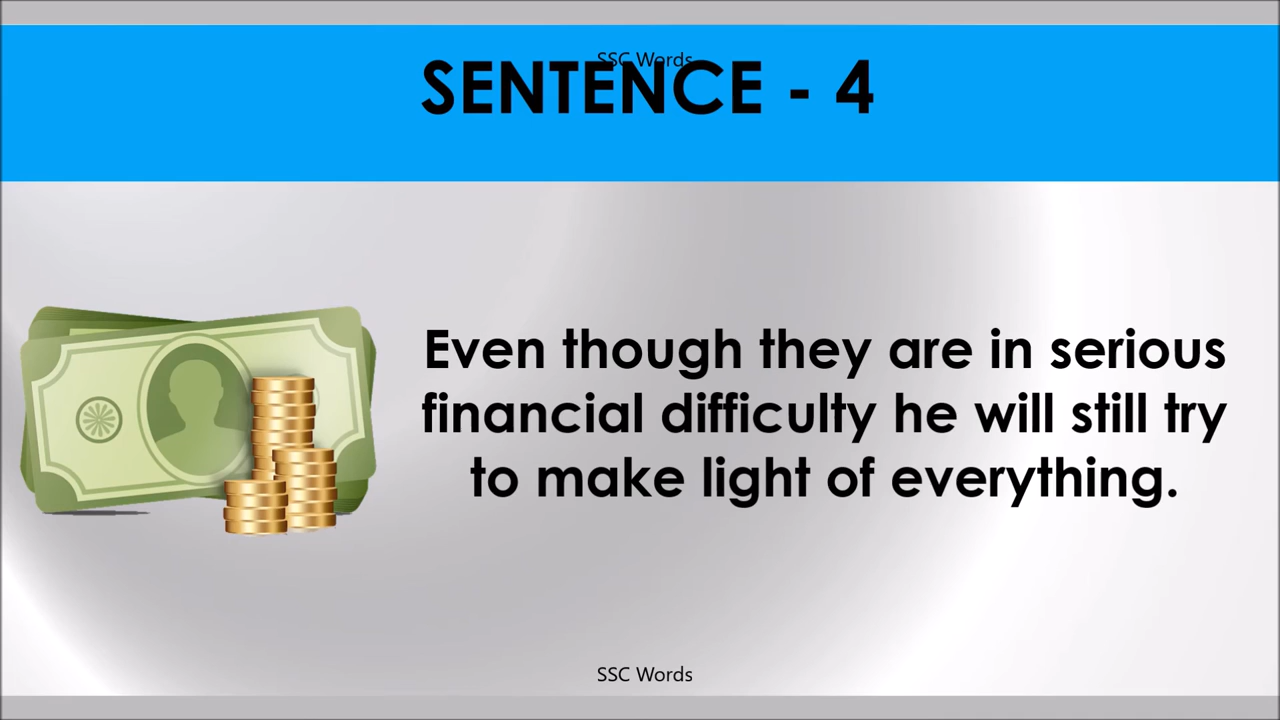 SSC Words
SENTENCE - 4
Even though they are in serious
financial difficulty he will still try
to make light of everything.
SSC Words